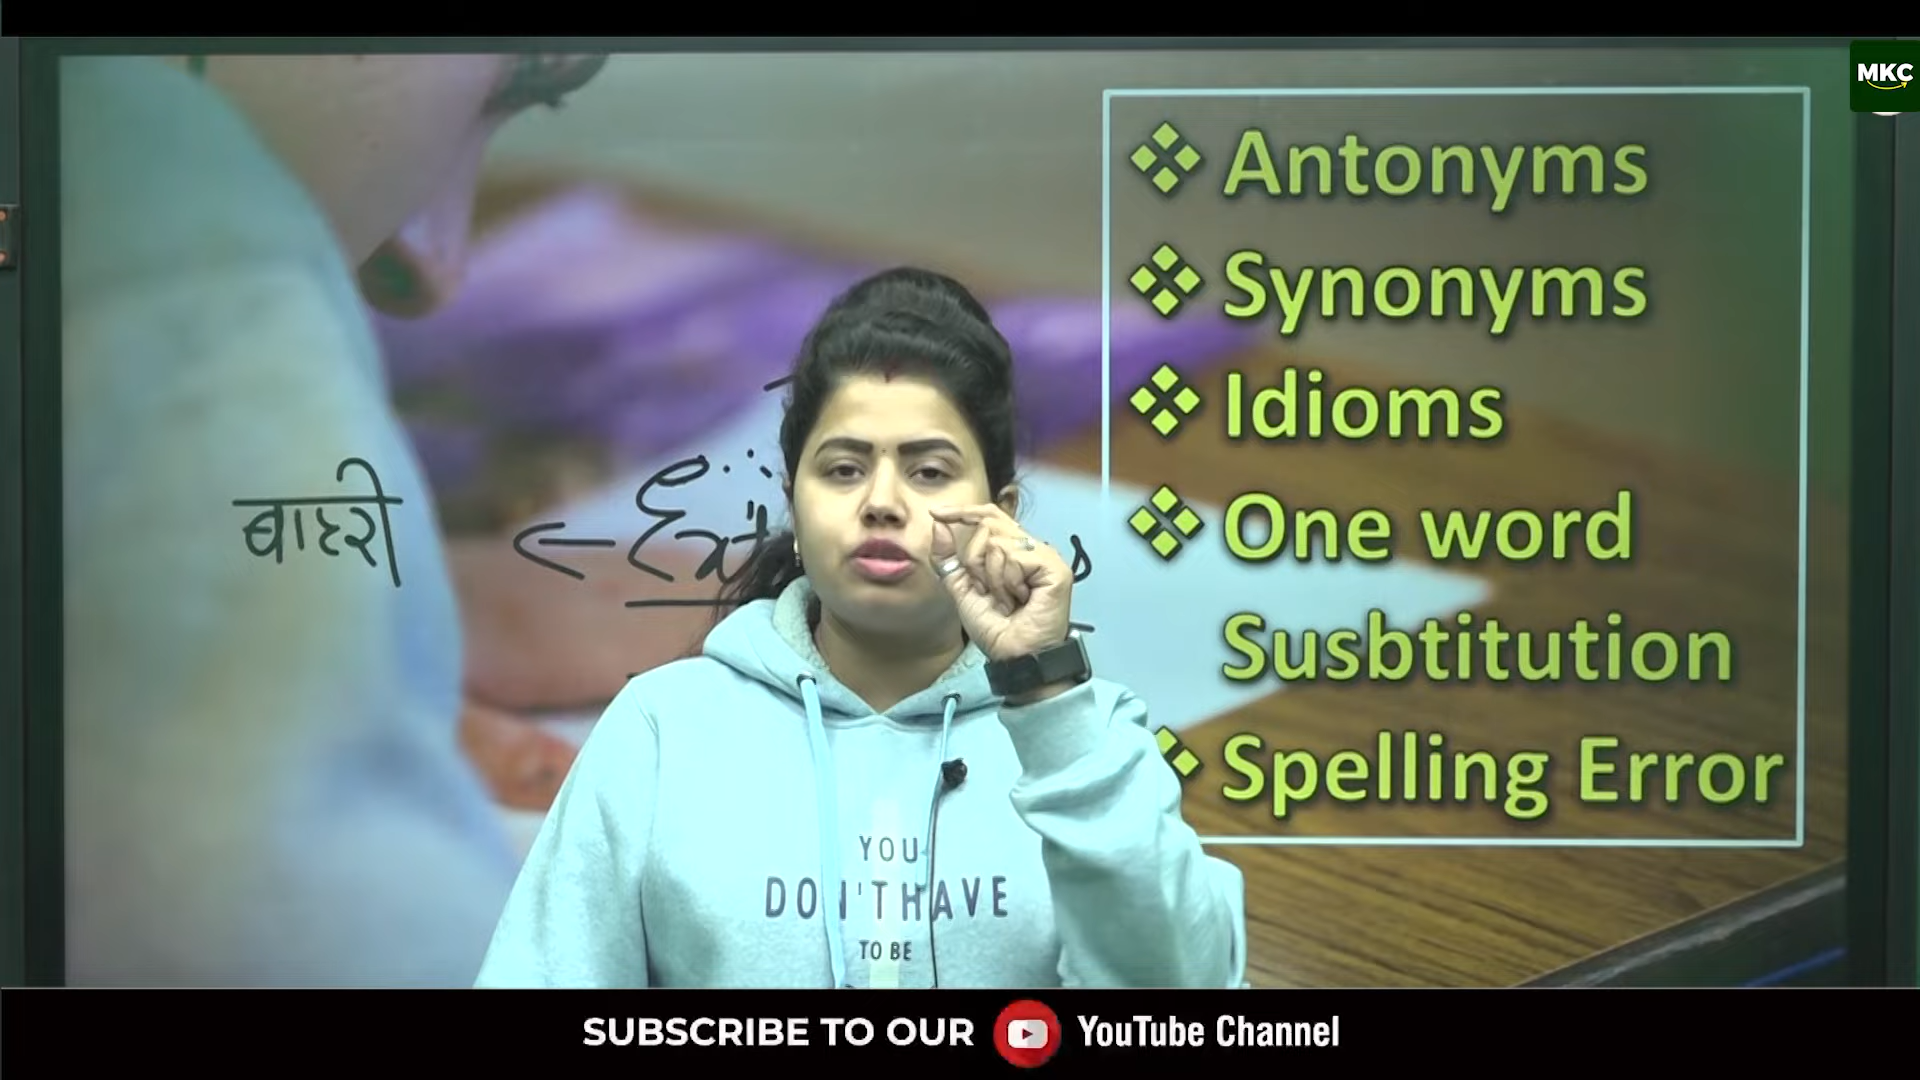 MKC
Antonyms
Synonyms
Idioms
One word
Susbtitution
Spelling Error
बाहरी
YOU
DON'T HAVE
TO BE
SUBSCRIBE TO OUR YouTube Channel